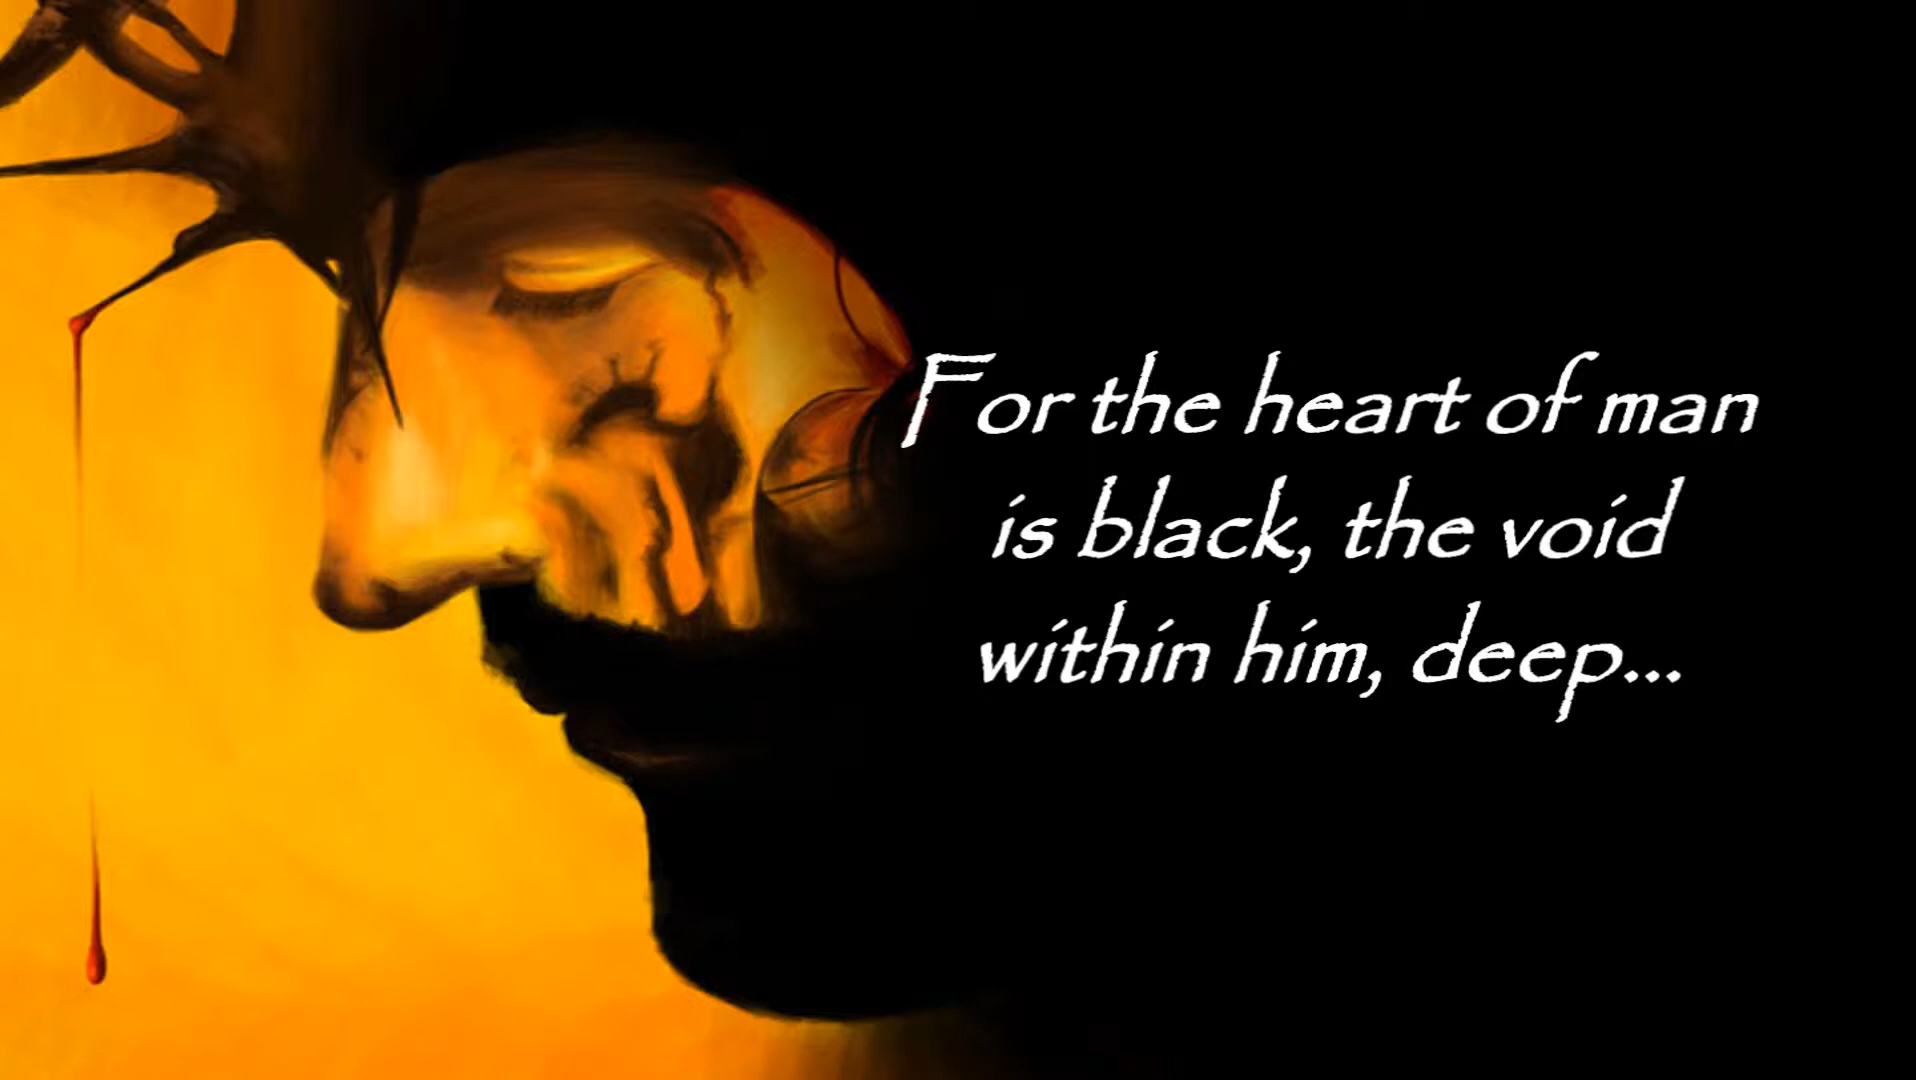 For the heart of man
is black, the void
within him, deep...